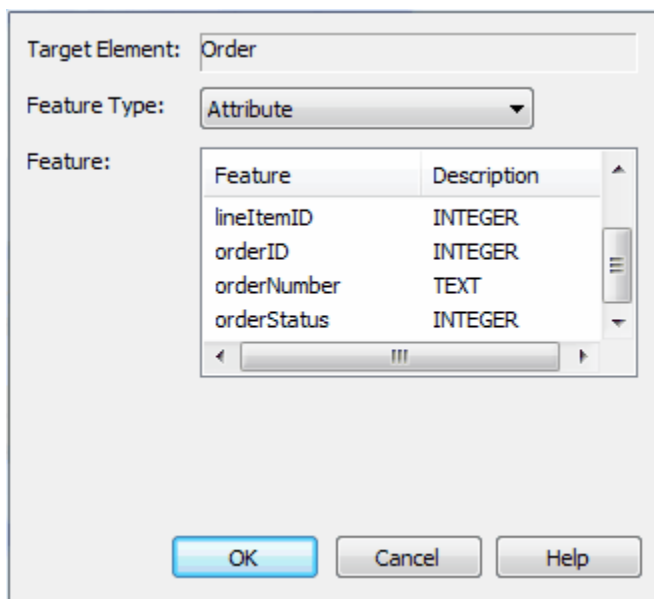 Target Element: Order
Feature Type: Attribute
Feature:
Feature Description
lineItemID INTEGER
orderID INTEGER
orderNumber TEXT
orderStatus INTEGER
OK Cancel Help